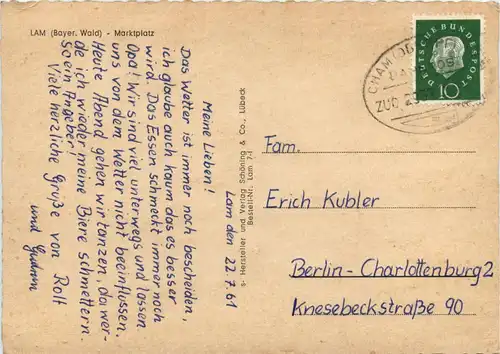 LAM (Bayer. Wald) - Marktplatz
Lam den 22.7.61
Meine Lieben!
Das Wetter ist immer noch bescheiden,
ich glaube auch kaum das es besser
wird. Das Essen schmeckt immer noch
Opa! Wir sind viel unterwegs und lassen
uns von dem Wetter nicht beeinflussen.
Heute Abend gehen wir tanzen, da wer-
de ich wieder meine Biere schmettern.
So ein Angeber.
Viele herzliche Grüße von Rolf
und Gudrun
Hersteller und Verlag Schöning & Co., Lübeck
Bestell-Nr. Lam 7
DEUTSCHE BUNDESPOST
10
CHAM
ZUG
Fam.
Erich Kubler
Berlin-Charlottenburg 2
Knesebeckstraße 90